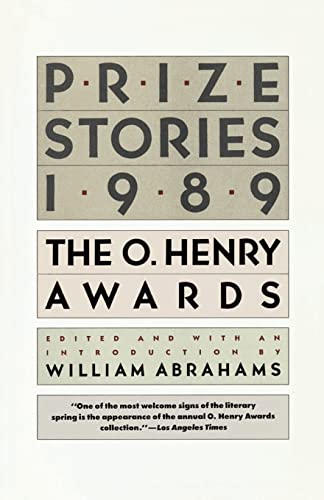 P·R·I·Z·E
STORIES
1·9·8·9
THE O. HENRY
AWARDS
EDITED AND WITH AN
INTRODUCTION BY
WILLIAM ABRAHAMS
"One of the most welcome signs of the literary
spring is the appearance of the annual O. Henry Awards
collection."—Los Angeles Times